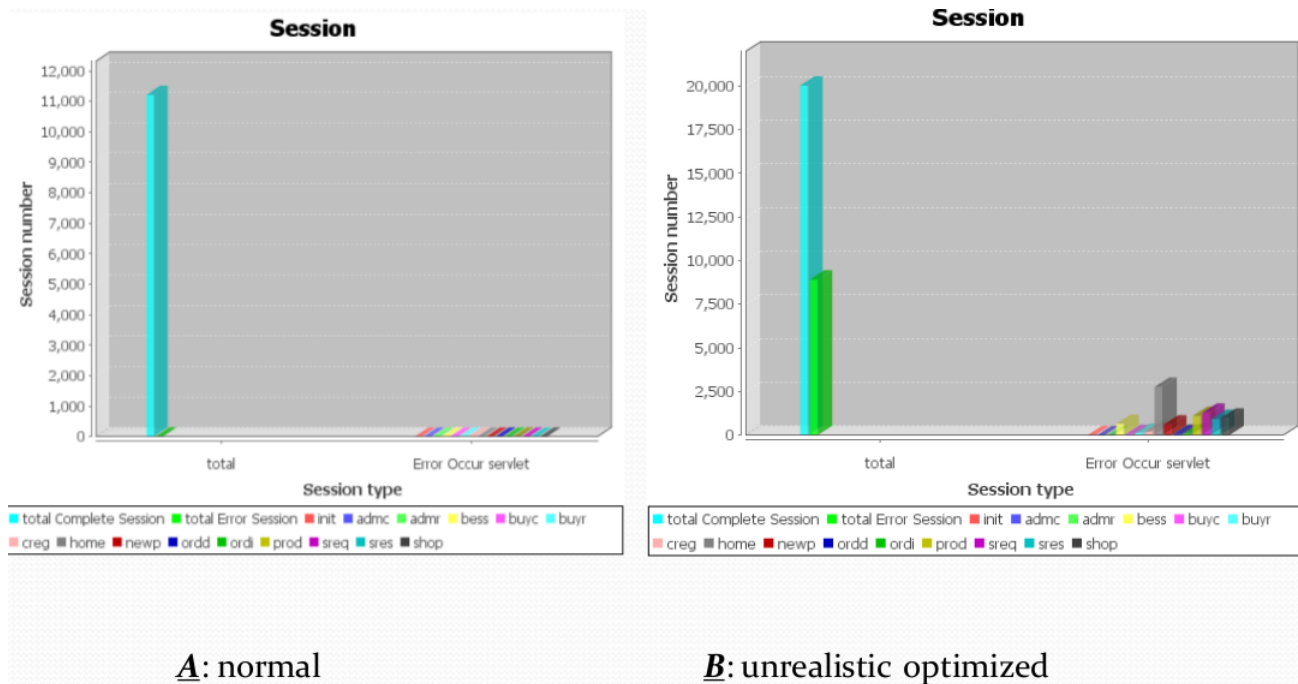 Session
12,000
11,000
10,000
9,000
8,000
7,000
6,000
5,000
4,000
3,000
2,000
1,000
0
Session number
total
Error Occur servlet
Session type
total Complete Session total Error Session init admc admr bess buyc buyr
creg home newp ordd ordi prod sreq sres shop
A: normal
Session
20,000
17,500
15,000
12,500
10,000
7,500
5,000
2,500
0
Session number
total
Error Occur servlet
Session type
total Complete Session total Error Session init admc admr bess buyc buyr
creg home newp ordd ordi prod sreq sres shop
B: unrealistic optimized